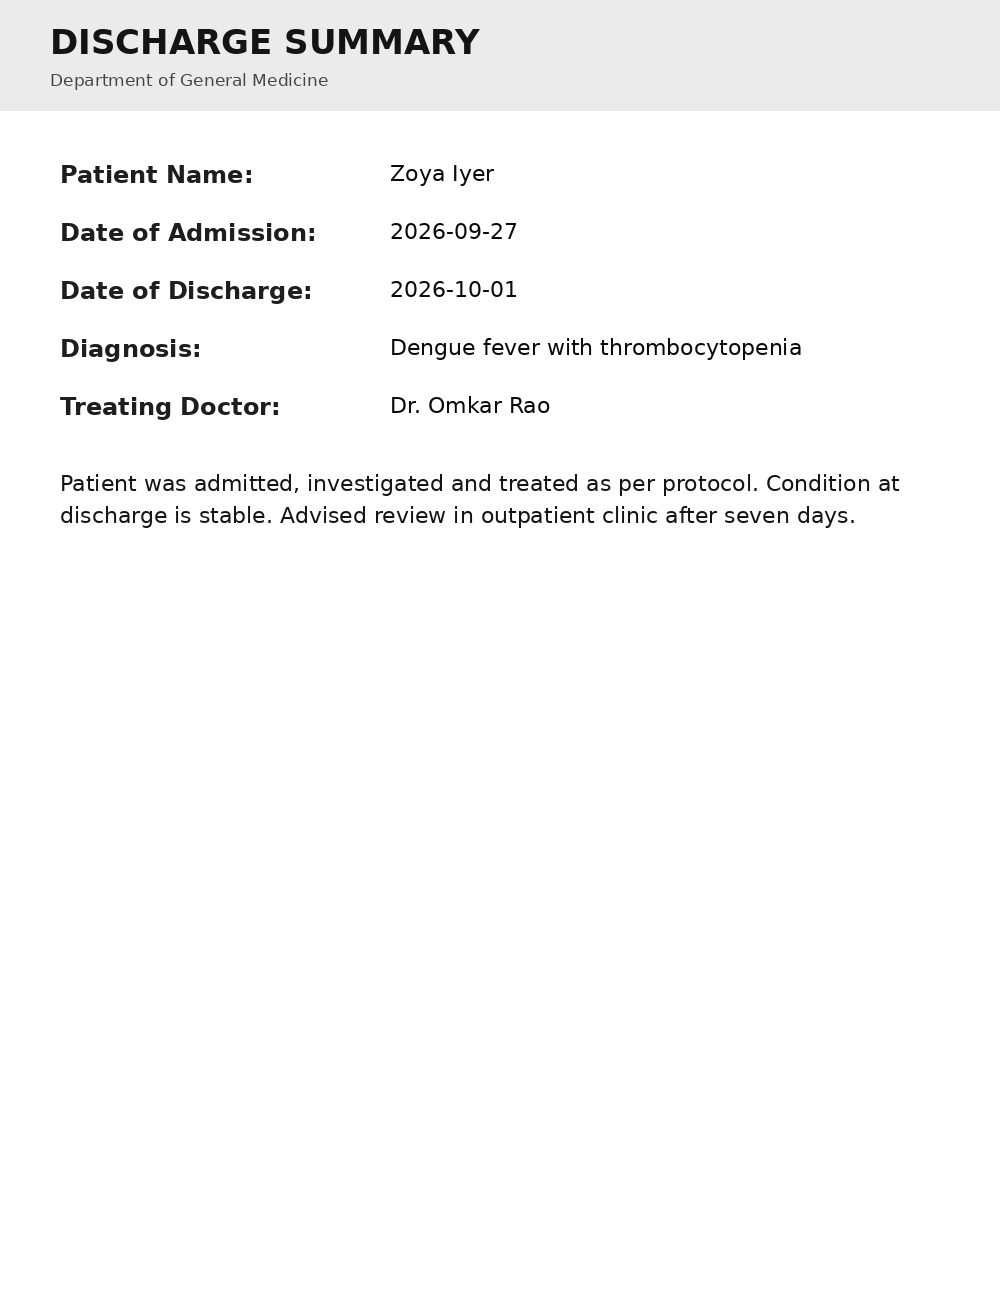 DISCHARGE SUMMARY
Department of General Medicine
Patient Name: Zoya Iyer
Date of Admission: 2026-09-27
Date of Discharge: 2026-10-01
Diagnosis: Dengue fever with thrombocytopenia
Treating Doctor: Dr. Omkar Rao
Patient was admitted, investigated and treated as per protocol. Condition at
discharge is stable. Advised review in outpatient clinic after seven days.